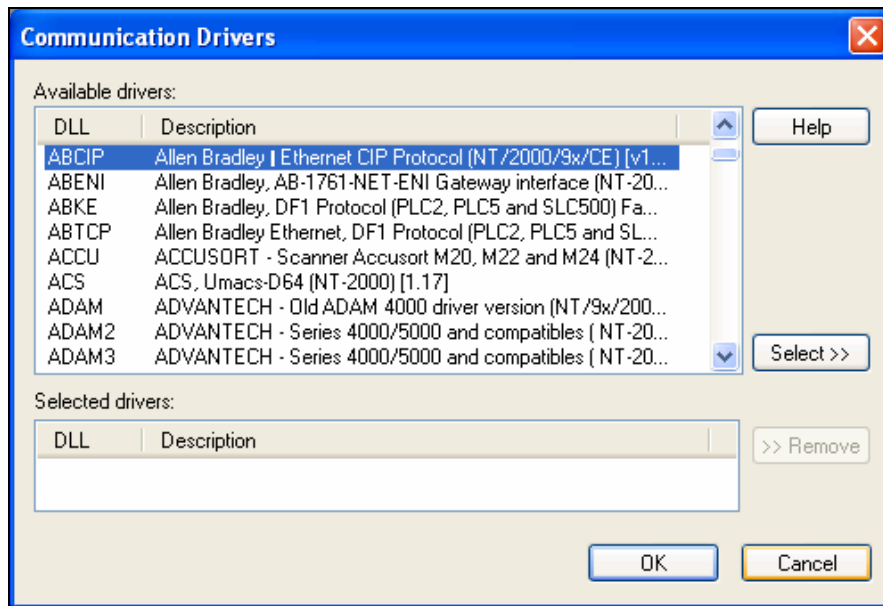 Communication Drivers
Available drivers:
DLL Description Help
ABCIP Allen Bradley | Ethernet CIP Protocol (NT/2000/9x/CE) [v1...
ABENI Allen Bradley, AB-1761-NET-ENI Gateway interface (NT-20...
ABKE Allen Bradley, DF1 Protocol (PLC2, PLC5 and SLC500) Fa...
ABTCP Allen Bradley Ethernet, DF1 Protocol (PLC2, PLC5 and SL...
ACCU ACCUSORT - Scanner Accusort M20, M22 and M24 (NT-2...
ACS ACS, Umacs-D64 (NT-2000) [1.17]
ADAM ADVANTECH - Old ADAM 4000 driver version (NT/9x/200...
ADAM2 ADVANTECH - Series 4000/5000 and compatibles ( NT-20...
ADAM3 ADVANTECH - Series 4000/5000 and compatibles ( NT-20... Select >>
Selected drivers:
DLL Description >> Remove
OK Cancel